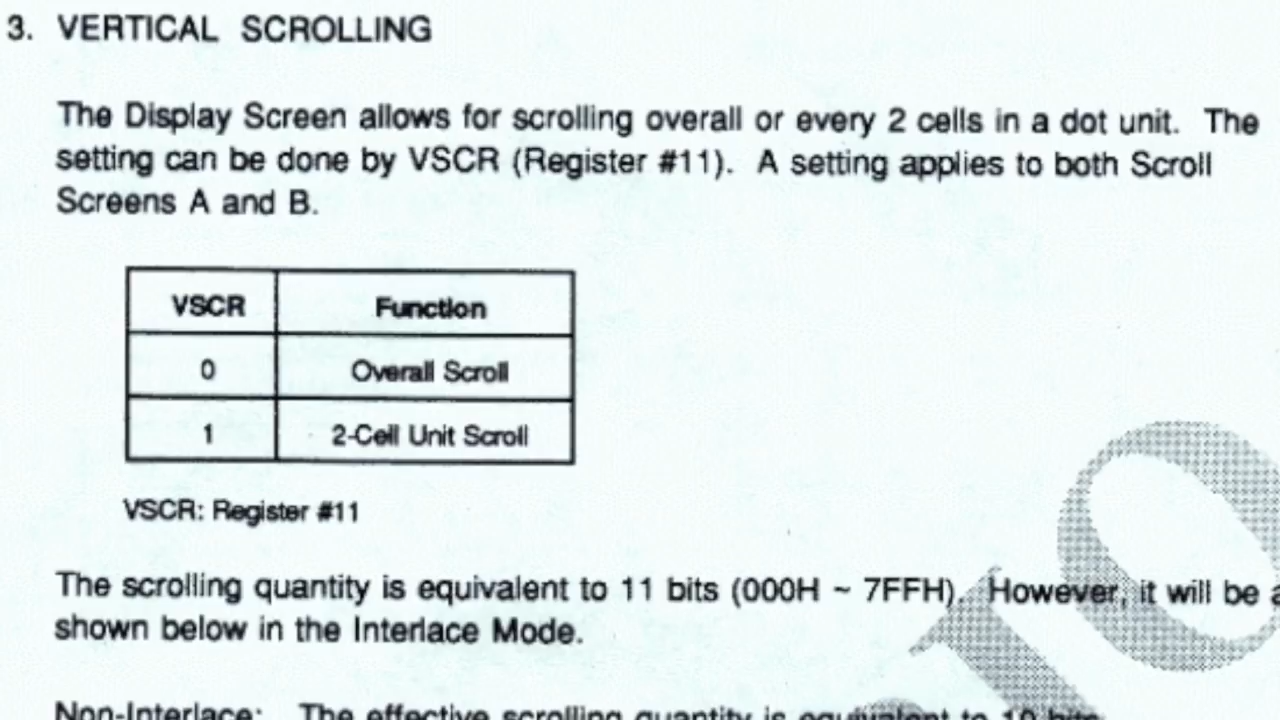 3. VERTICAL SCROLLING
The Display Screen allows for scrolling overall or every 2 cells in a dot unit. The
setting can be done by VSCR (Register #11). A setting applies to both Scroll
Screens A and B.
VSCR Function
0 Overall Scroll
1 2-Cell Unit Scroll
VSCR: Register #11
The scrolling quantity is equivalent to 11 bits (000H ~ 7FFH). However, it will be a
shown below in the Interlace Mode.
Non-Interlace: The effective scrolling quantity is equivalent to 10 bits